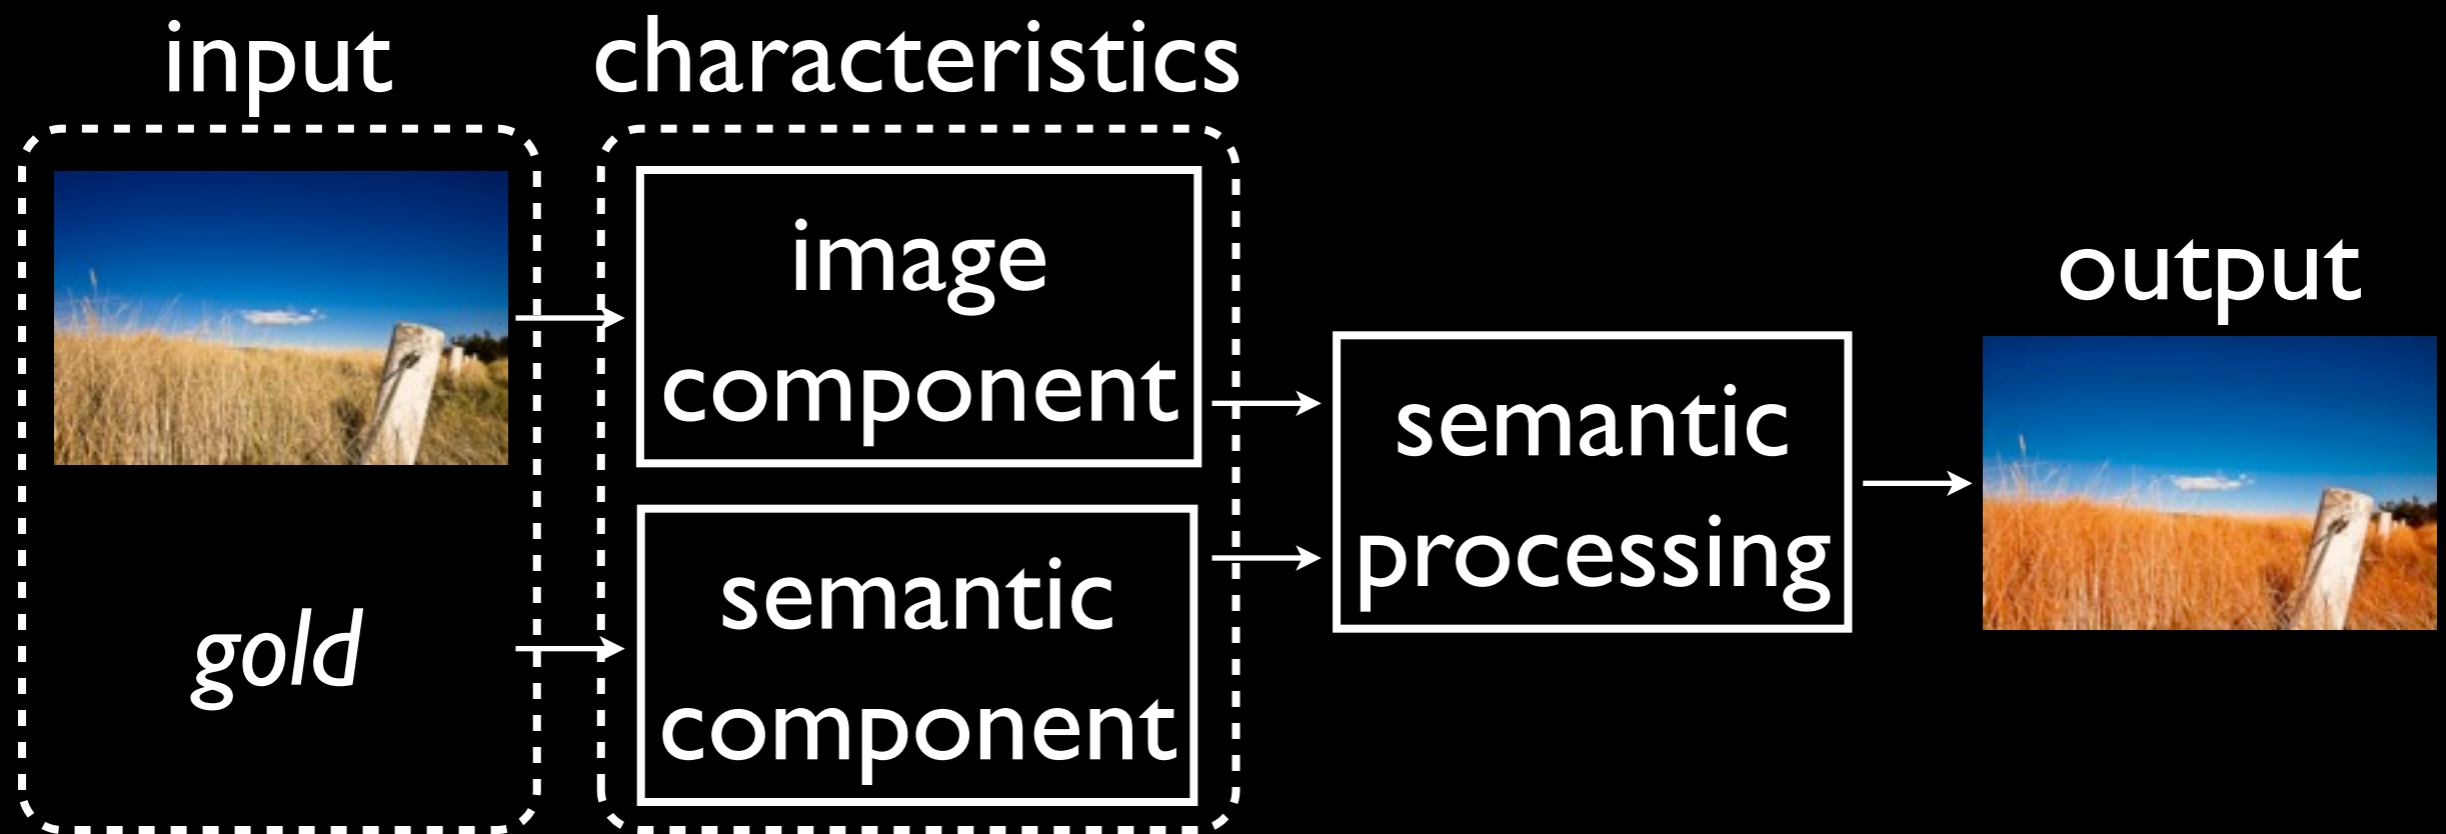 input
characteristics
image
component
gold
semantic
component
semantic
processing
output